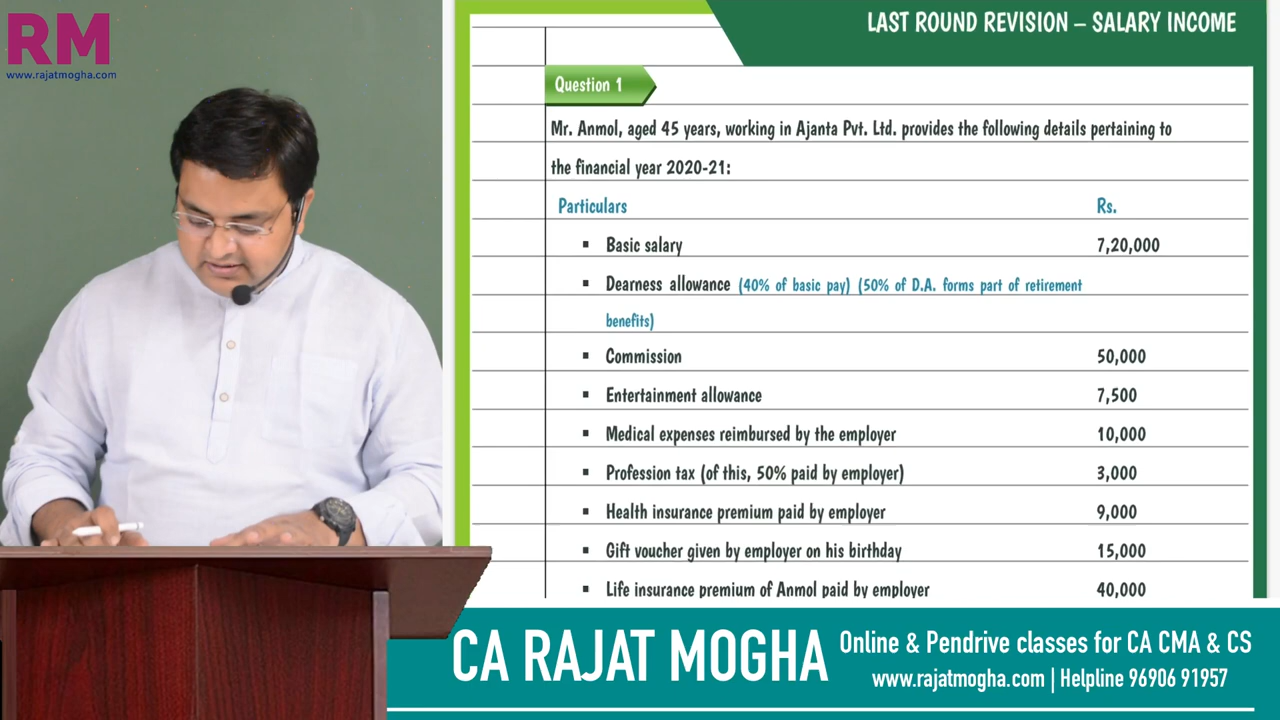 RM
www.rajatmogha.com
LAST ROUND REVISION – SALARY INCOME
Question 1
Mr. Anmol, aged 45 years, working in Ajanta Pvt. Ltd. provides the following details pertaining to
the financial year 2020-21:
Particulars Rs.
▪ Basic salary 7,20,000
▪ Dearness allowance (40% of basic pay) (50% of D.A. forms part of retirement
benefits)
▪ Commission 50,000
▪ Entertainment allowance 7,500
▪ Medical expenses reimbursed by the employer 10,000
▪ Profession tax (of this, 50% paid by employer) 3,000
▪ Health insurance premium paid by employer 9,000
▪ Gift voucher given by employer on his birthday 15,000
▪ Life insurance premium of Anmol paid by employer 40,000
CA RAJAT MOGHA
Online & Pendrive classes for CA CMA & CS
www.rajatmogha.com | Helpline 96906 91957